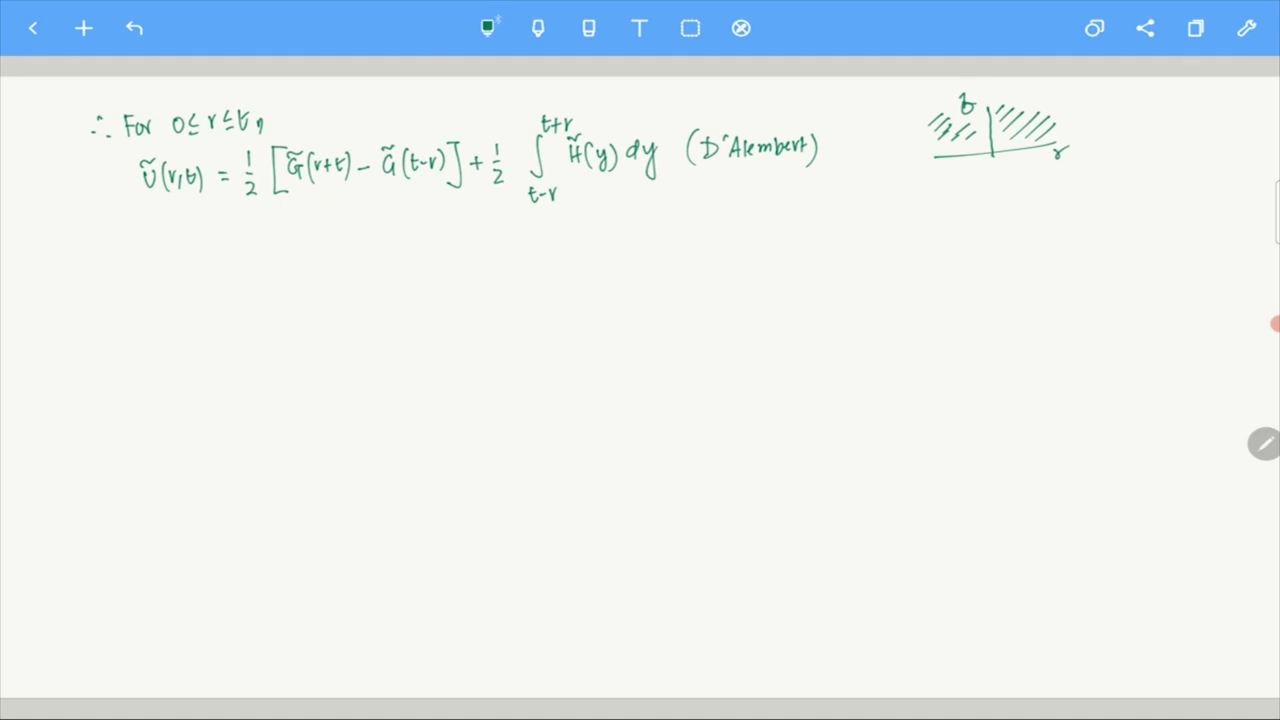 ∴ For 0 ≤ r ≤ t,
Ũ(r,t) = 1/2 [G̃(r+t) − G̃(t−r)] + 1/2 ∫_{t−r}^{t+r} H̃(y) dy (D'Alembert)
t
r